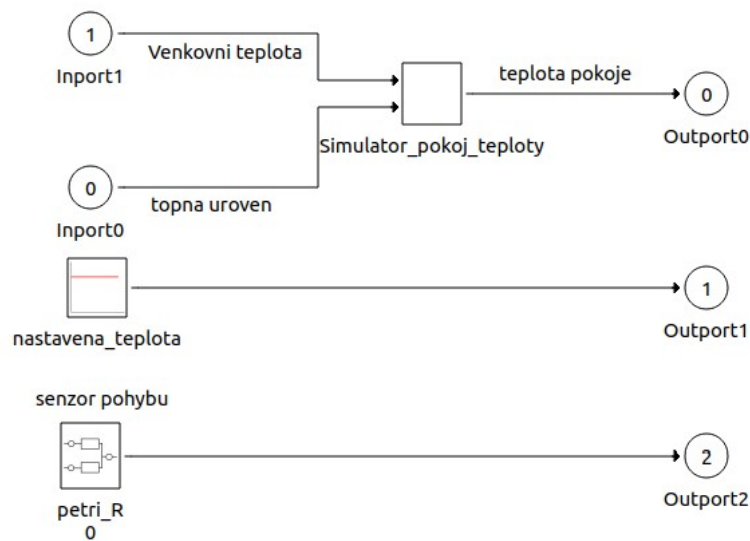 1
Inport1
Venkovni teplota
Simulator_pokoj_teploty
teplota pokoje
0
Outport0
0
Inport0
topna uroven
nastavena_teplota
1
Outport1
senzor pohybu
petri_R
0
2
Outport2